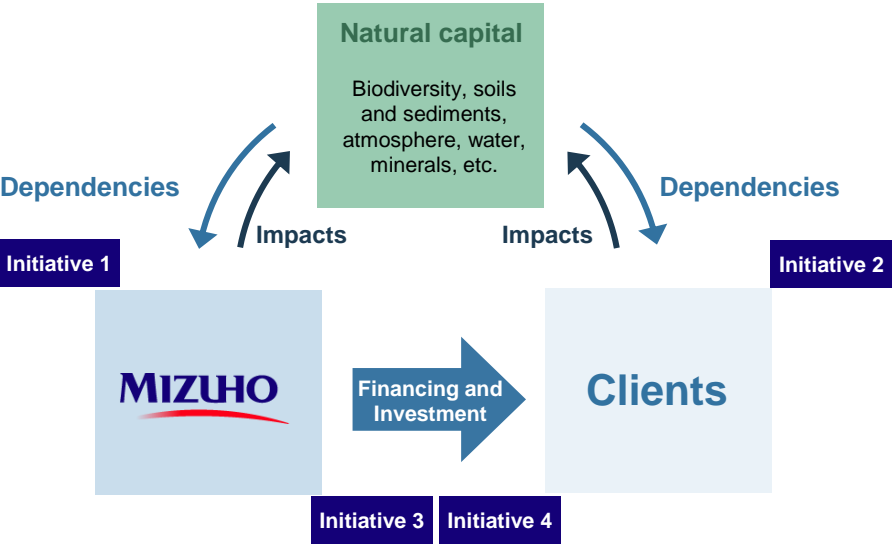 Natural capital
Biodiversity, soils
and sediments,
atmosphere, water,
minerals, etc.
Dependencies
Dependencies
Impacts
Impacts
Initiative 1
Initiative 2
MIZUHO
Financing and
Investment
Clients
Initiative 3
Initiative 4